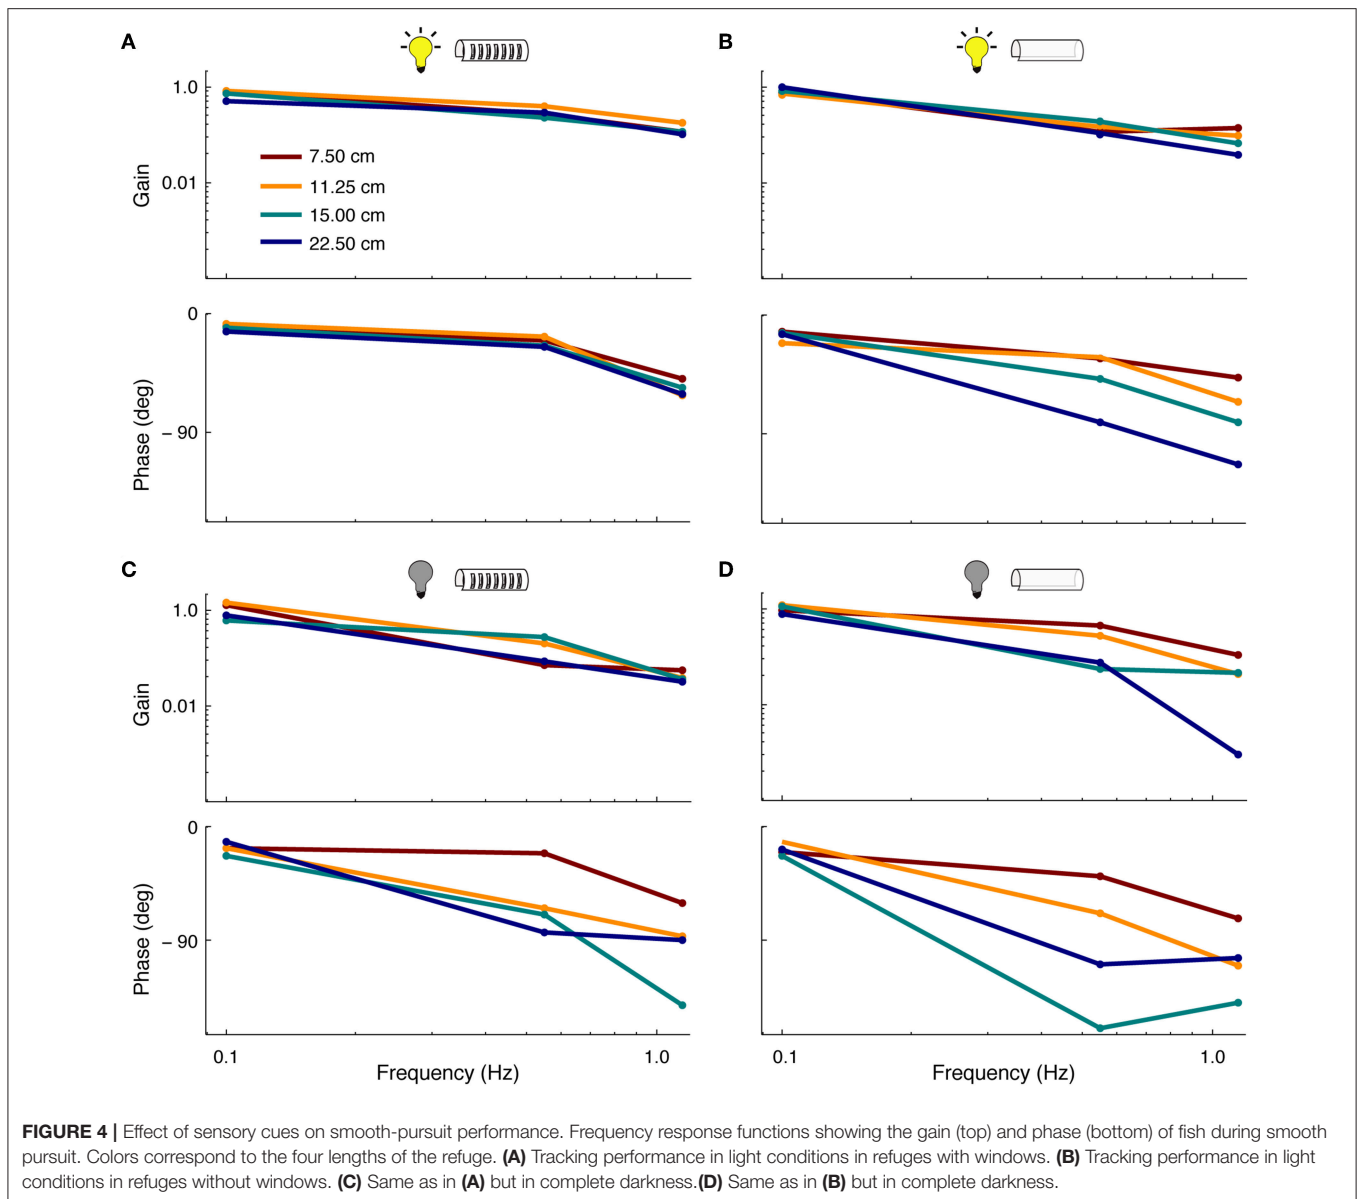 A
B
1.0
0.01
Gain
7.50 cm
11.25 cm
15.00 cm
22.50 cm
0
– 90
Phase (deg)
C
D
1.0
0.01
Gain
0
– 90
Phase (deg)
0.1
1.0
Frequency (Hz)
0.1
1.0
Frequency (Hz)
FIGURE 4 | Effect of sensory cues on smooth-pursuit performance. Frequency response functions showing the gain (top) and phase (bottom) of fish during smooth
pursuit. Colors correspond to the four lengths of the refuge. (A) Tracking performance in light conditions in refuges with windows. (B) Tracking performance in light
conditions in refuges without windows. (C) Same as in (A) but in complete darkness.(D) Same as in (B) but in complete darkness.